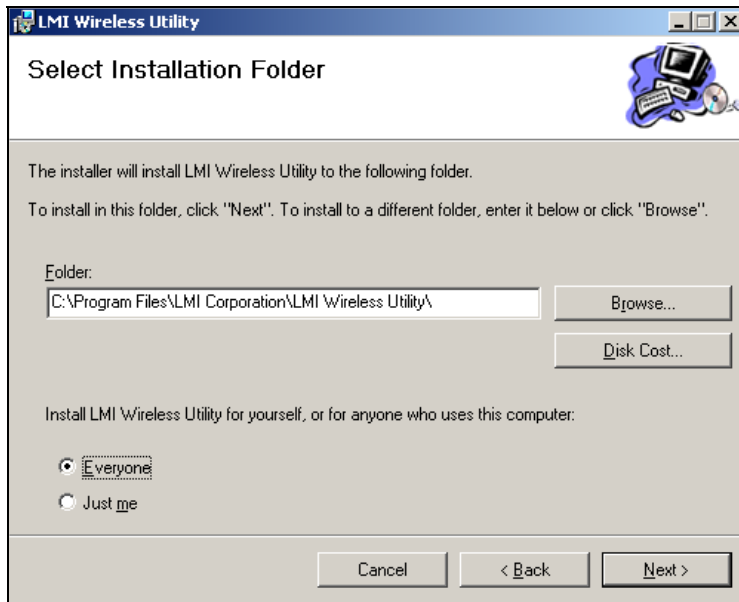 LMI Wireless Utility
Select Installation Folder
The installer will install LMI Wireless Utility to the following folder.
To install in this folder, click "Next". To install to a different folder, enter it below or click "Browse".
Folder:
C:\Program Files\LMI Corporation\LMI Wireless Utility\
Browse...
Disk Cost...
Install LMI Wireless Utility for yourself, or for anyone who uses this computer:
Everyone
Just me
Cancel
< Back
Next >